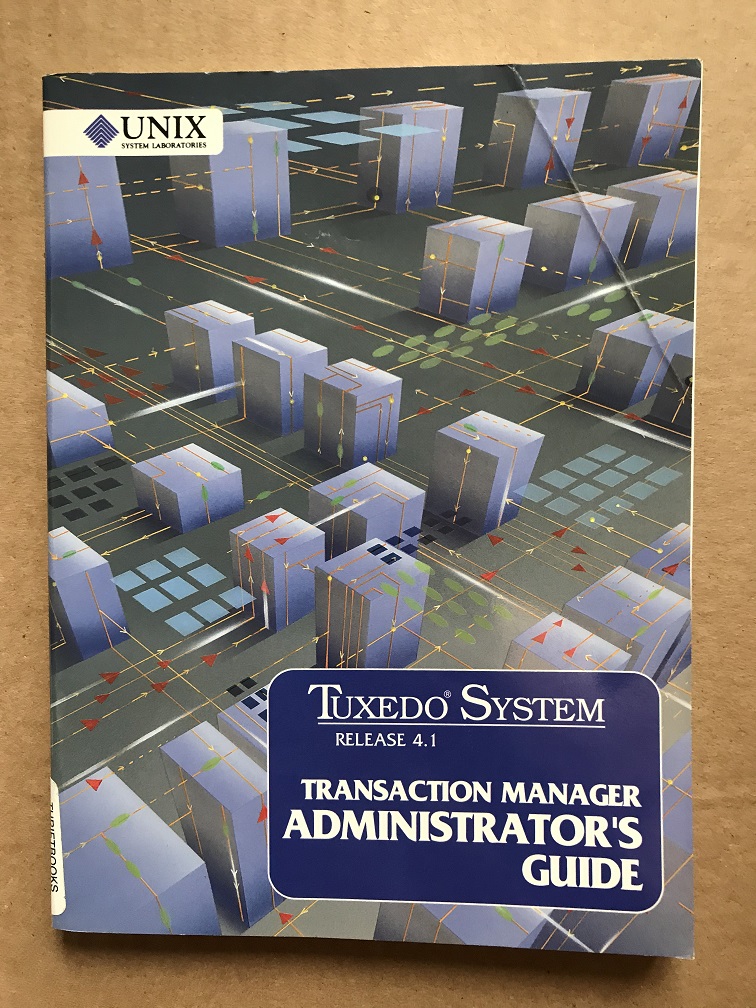 UNIX
SYSTEM LABORATORIES
TUXEDO® SYSTEM
RELEASE 4.1
TRANSACTION MANAGER
ADMINISTRATOR'S
GUIDE